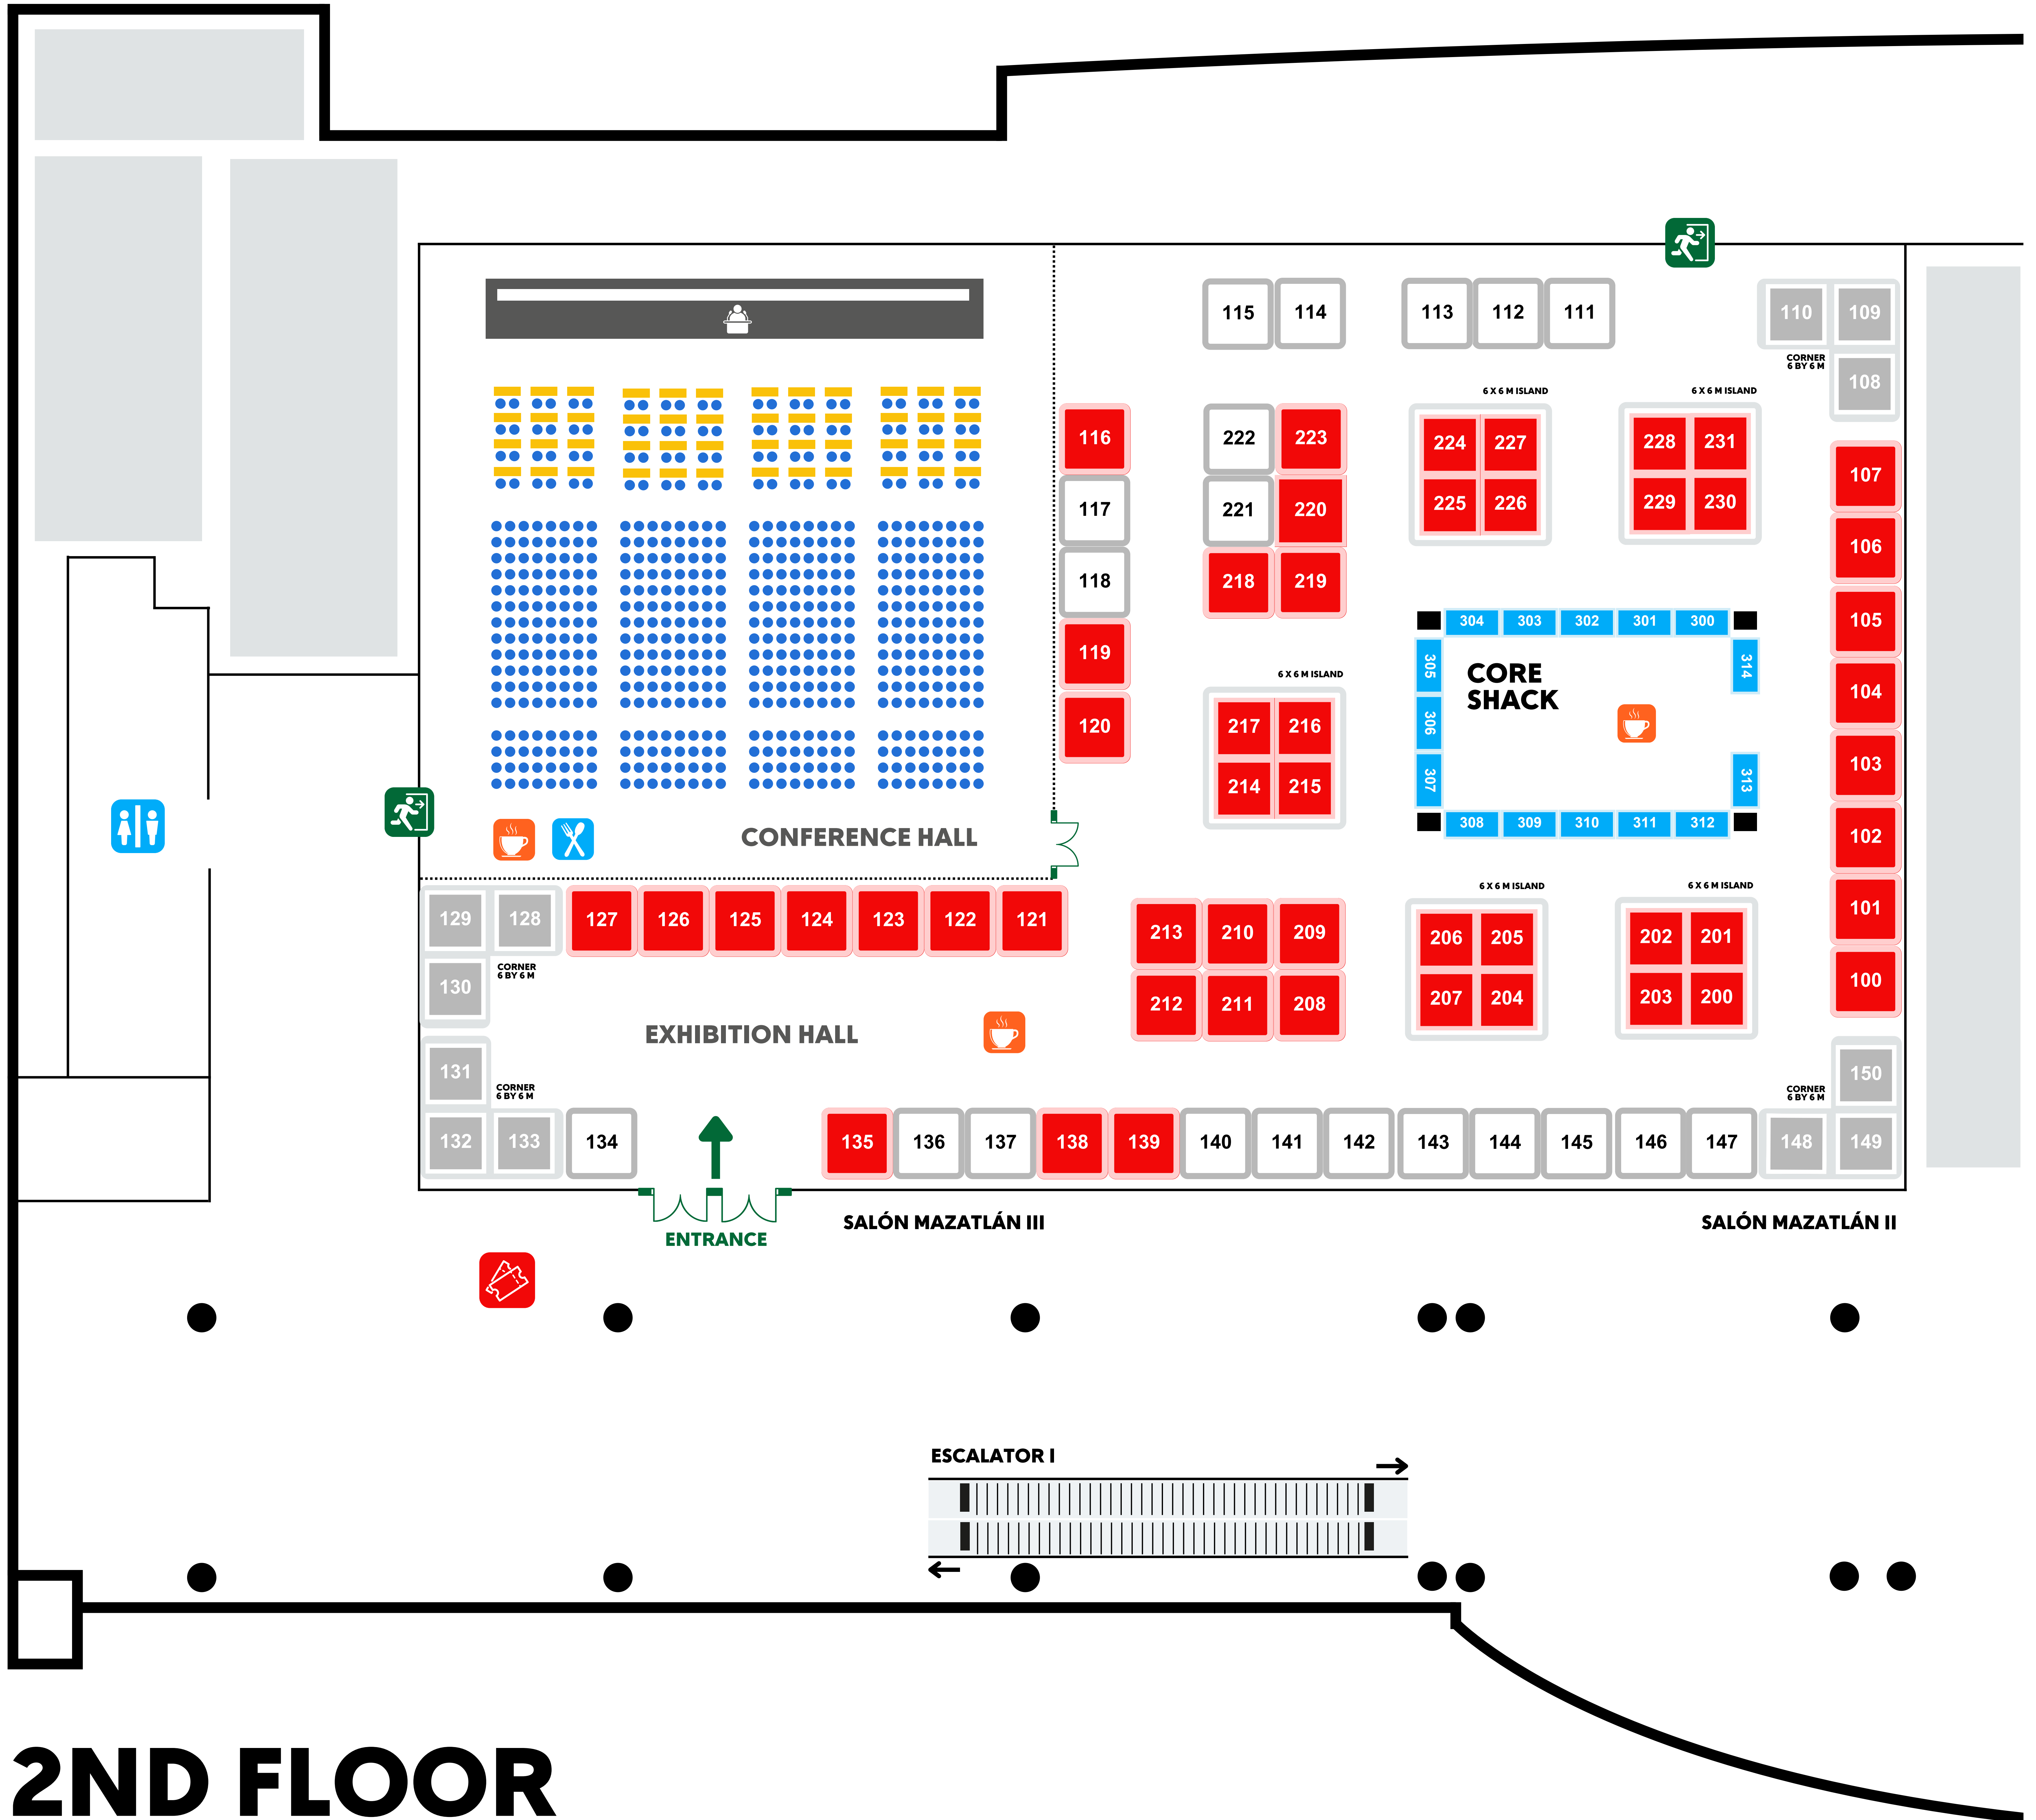 115 114 113 112 111 110 109
CORNER
6 BY 6 M
108
6 X 6 M ISLAND
6 X 6 M ISLAND
116 222 223 224 227 228 231
107
117 221 220 225 226 229 230
106
118 218 219
105
304 303 302 301 300
119
305
314
CORE
SHACK
104
6 X 6 M ISLAND
120 217 216
306
103
214 215
307
313
308 309 310 311 312
102
CONFERENCE HALL
6 X 6 M ISLAND
6 X 6 M ISLAND
129 128 127 126 125 124 123 122 121
101
213 210 209 206 205 202 201
CORNER
6 BY 6 M
130
100
212 211 208 207 204 203 200
EXHIBITION HALL
131
150
CORNER
6 BY 6 M
CORNER
6 BY 6 M
132 133 134 135 136 137 138 139 140 141 142 143 144 145 146 147 148 149
SALÓN MAZATLÁN III
SALÓN MAZATLÁN II
ENTRANCE
ESCALATOR I
2ND FLOOR